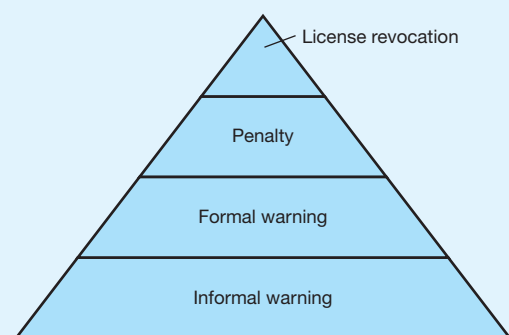 License revocation
Penalty
Formal warning
Informal warning